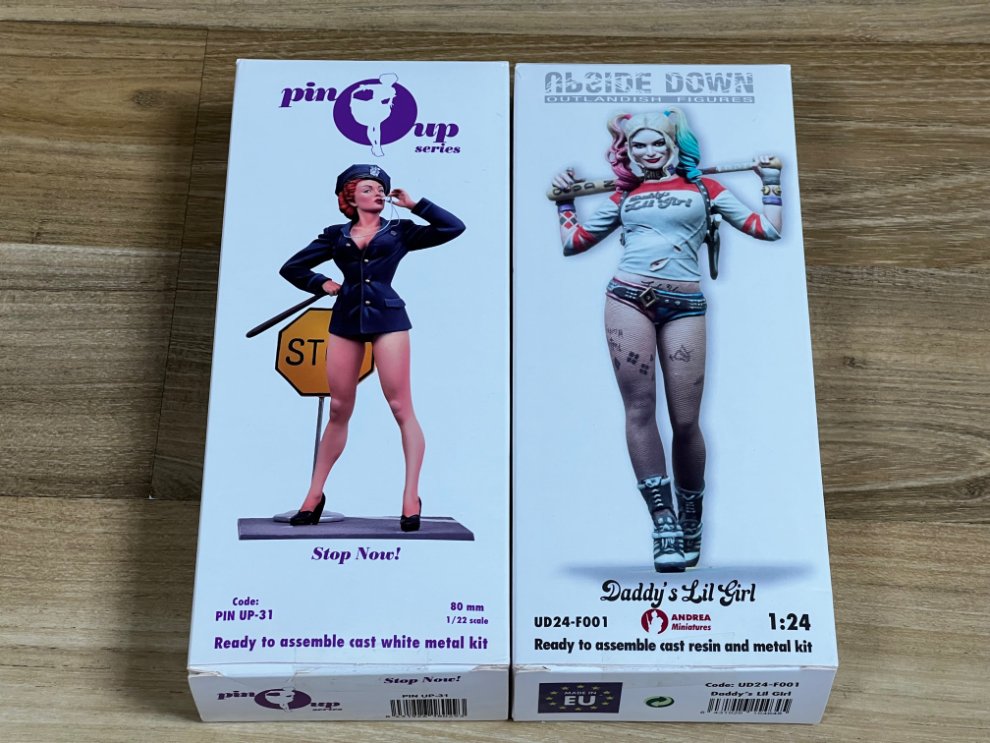 pin up
series
STO
Stop Now!
Code:
PIN UP-31
80 mm
1/22 scale
Ready to assemble cast white metal kit
pin up
series
Stop Now!
PIN UP-31
UPSIDE DOWN
OUTLANDISH FIGURES
Daddy's
Lil Girl
Daddy's Lil Girl
UD24-F001
ANDREA
Miniatures
1:24
Ready to assemble cast resin and metal kit
MADE IN
EU
Code: UD24-F001
Daddy's Lil Girl